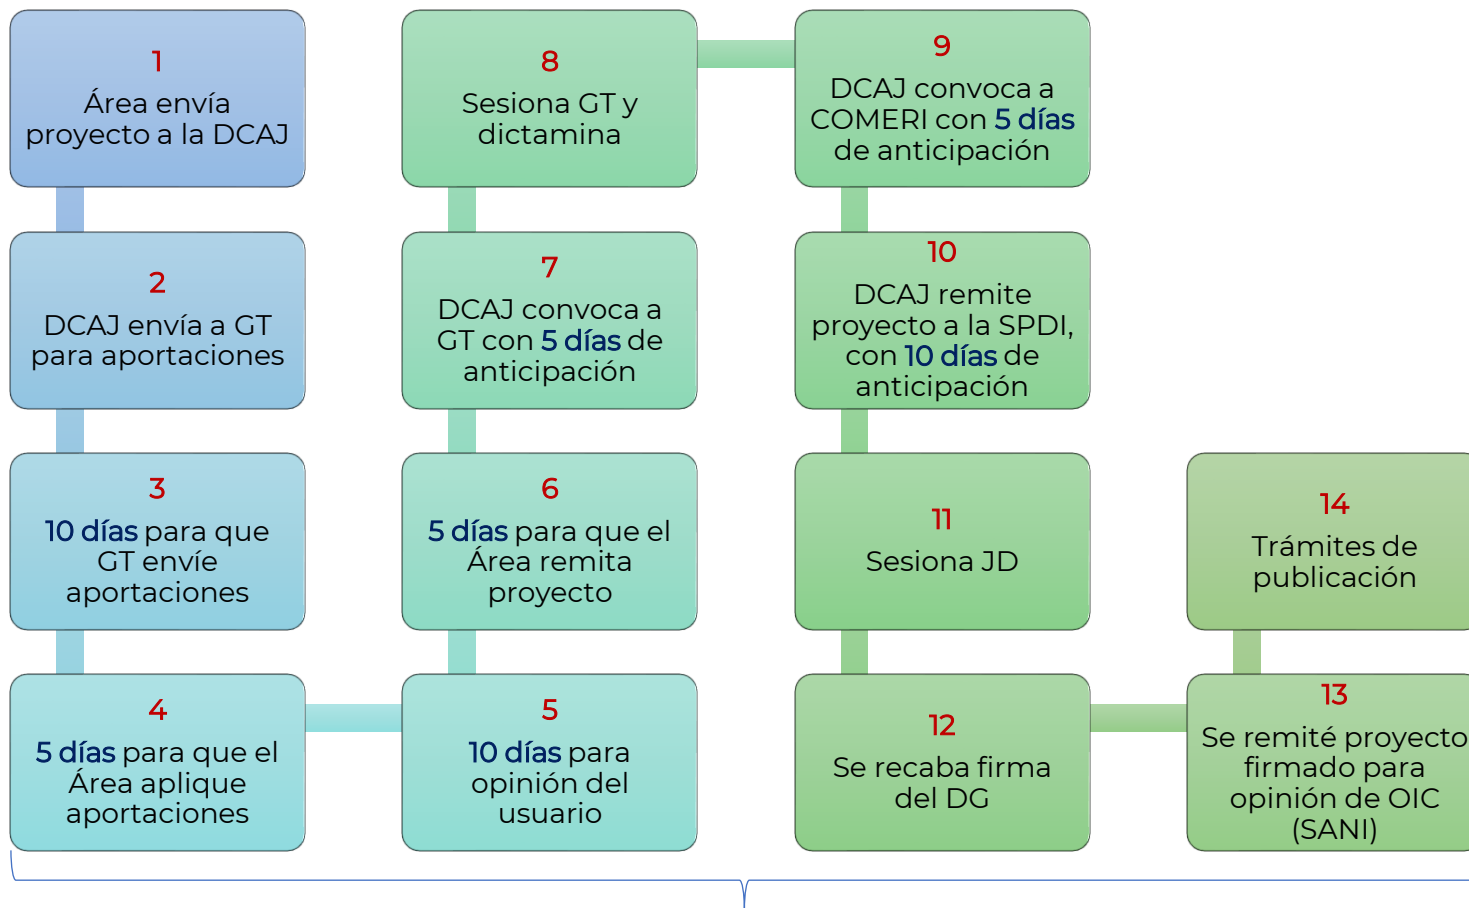 1
Área envía
proyecto a la DCAJ
2
DCAJ envía a GT
para aportaciones
3
10 días para que
GT envíe
aportaciones
4
5 días para que el
Área aplique
aportaciones
5
10 días para
opinión del
usuario
6
5 días para que el
Área remita
proyecto
7
DCAJ convoca a
GT con 5 días de
anticipación
8
Sesiona GT y
dictamina
9
DCAJ convoca a
COMERI con 5 días
de anticipación
10
DCAJ remite
proyecto a la SPDI,
con 10 días de
anticipación
11
Sesiona JD
12
Se recaba firma
del DG
13
Se remité proyecto
firmado para
opinión de OIC
(SANI)
14
Trámites de
publicación